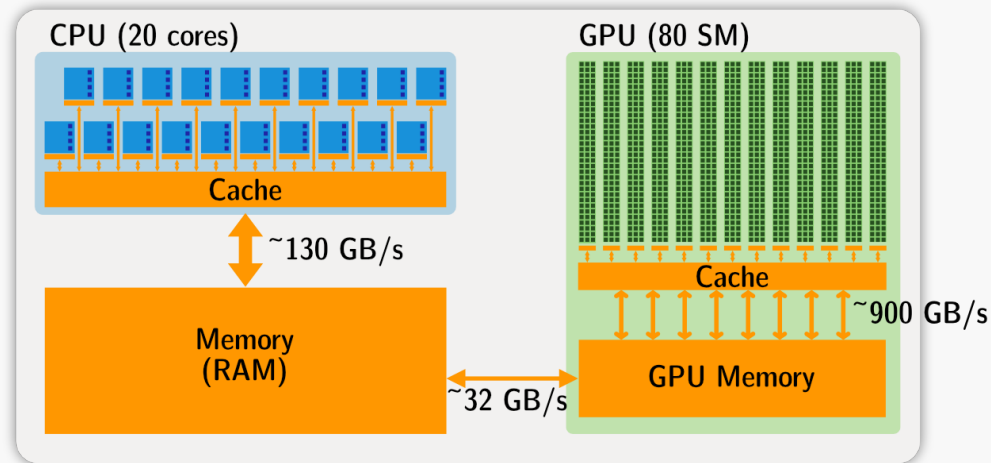 CPU (20 cores)
GPU (80 SM)
Cache
~130 GB/s
Cache
~900 GB/s
Memory
(RAM)
~32 GB/s
GPU Memory